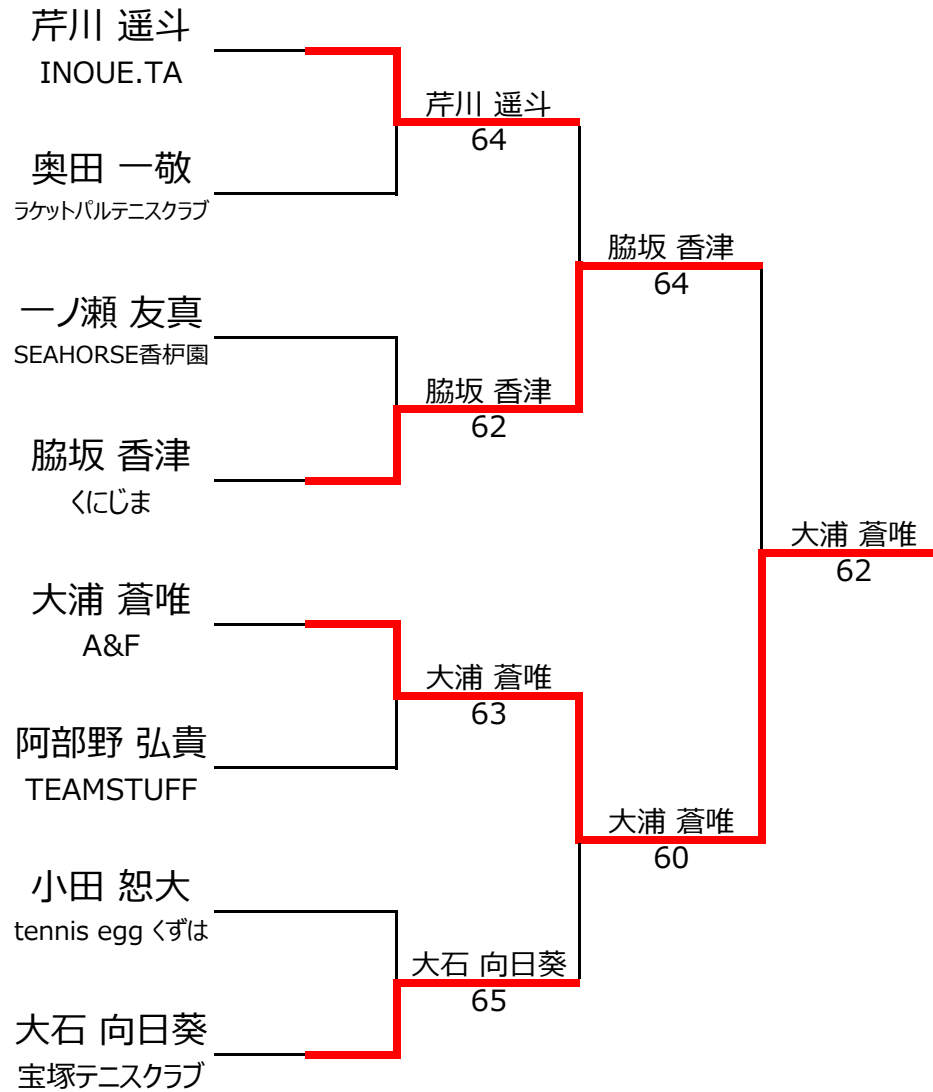 芹川 遥斗
INOUE.TA
奥田 一敬
ラケットパルテニスクラブ
一ノ瀬 友真
SEAHORSE香枦園
脇坂 香津
くにじま
大浦 蒼唯
A&F
阿部野 弘貴
TEAMSTUFF
小田 恕大
tennis egg くずは
大石 向日葵
宝塚テニスクラブ
芹川 遥斗
64
脇坂 香津
62
大浦 蒼唯
63
大石 向日葵
65
脇坂 香津
64
大浦 蒼唯
60
大浦 蒼唯
62